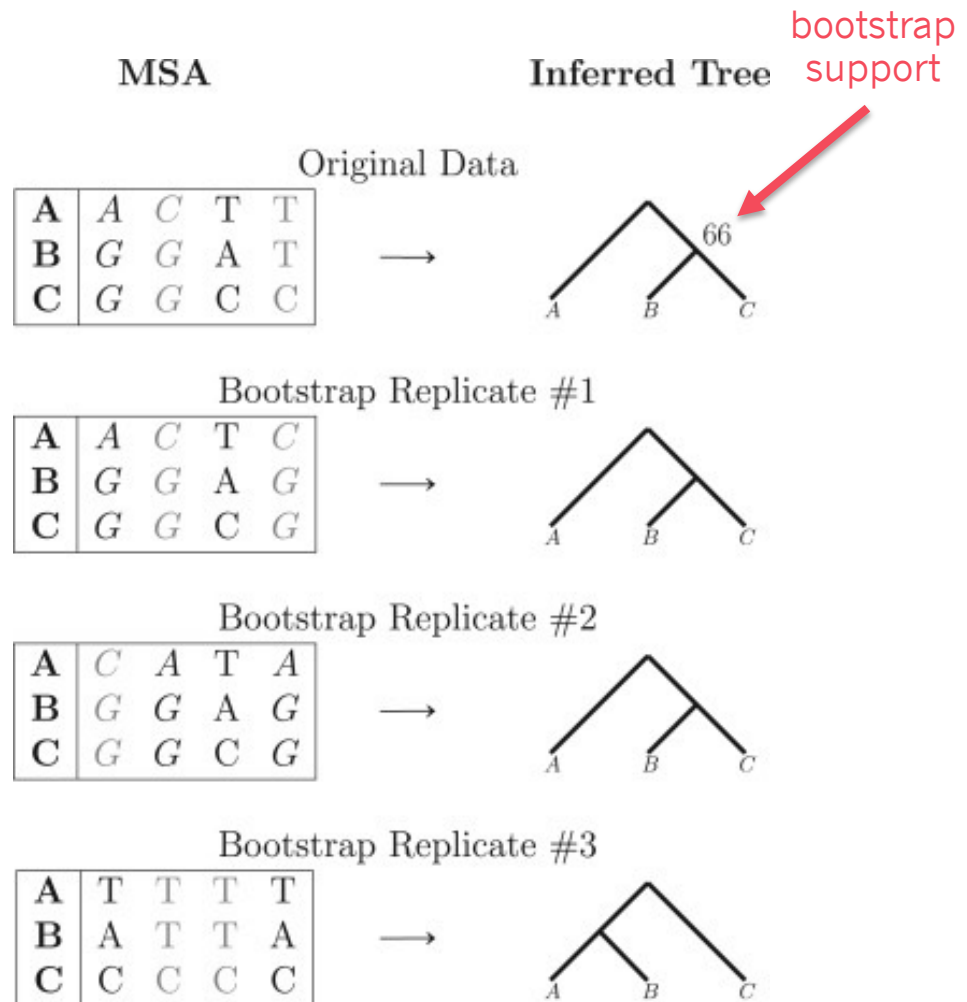 bootstrap
support
MSA Inferred Tree
Original Data
A A C T T
B G G A T
C G G C C
66
A B C
Bootstrap Replicate #1
A A C T C
B G G A G
C G G C G
A B C
Bootstrap Replicate #2
A C A T A
B G G A G
C G G C G
A B C
Bootstrap Replicate #3
A T T T T
B A T T A
C C C C C
A B C